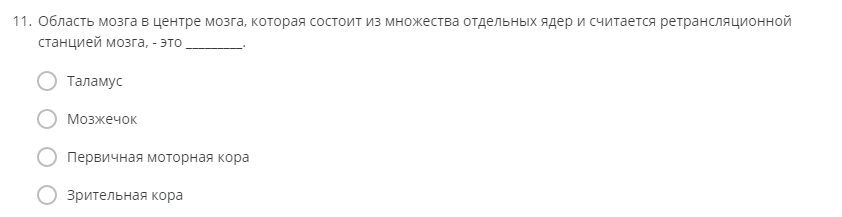 11. Область мозга в центре мозга, которая состоит из множества отдельных ядер и считается ретрансляционной
станцией мозга, - это _________.
Таламус
Мозжечок
Первичная моторная кора
Зрительная кора